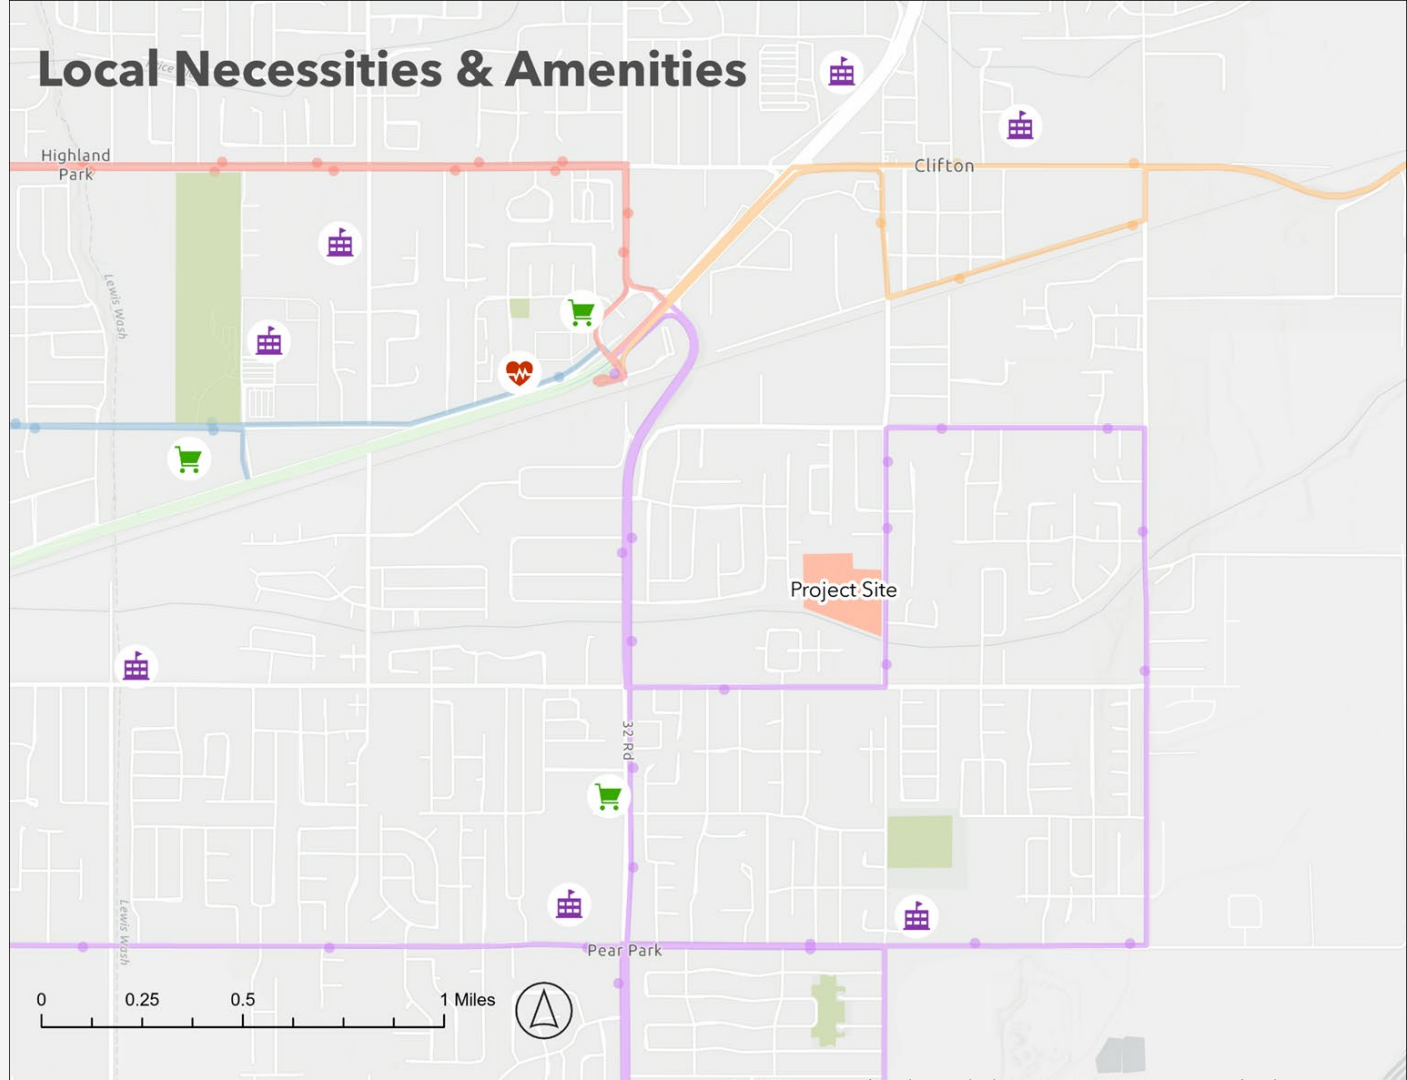 Local Necessities & Amenities
Highland
Park
Clifton
Lewis Wash
Project Site
32 Rd
Lewis Wash
Pear Park
0 0.25 0.5 1 Miles